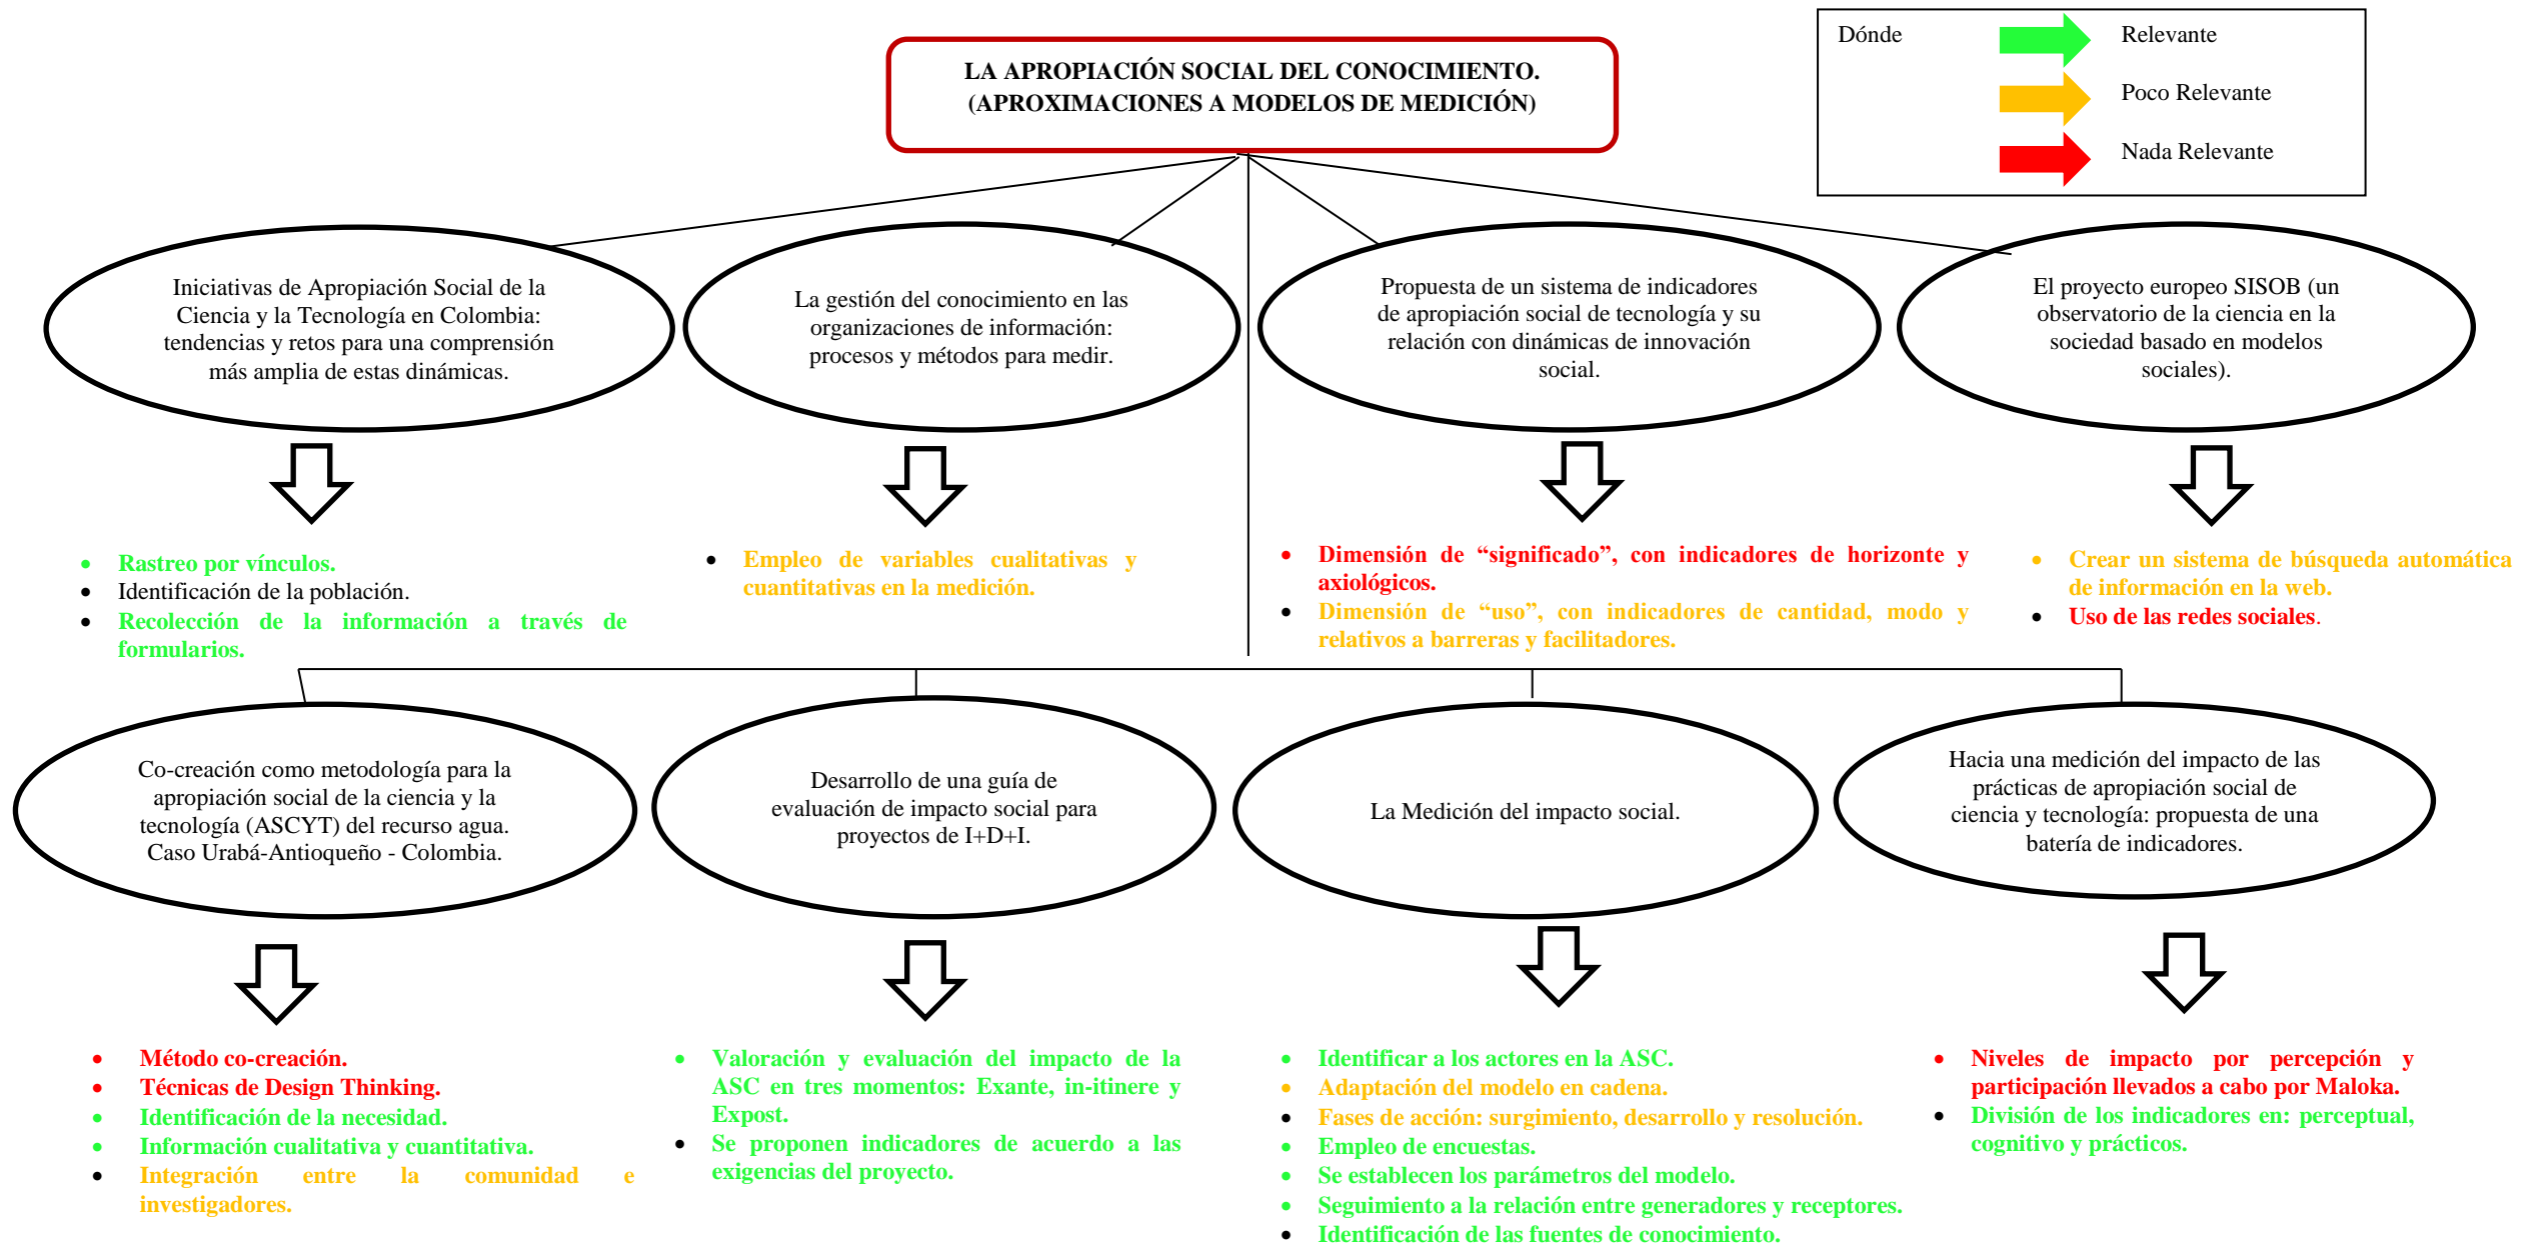 Dónde
Relevante
Poco Relevante
Nada Relevante
LA APROPIACIÓN SOCIAL DEL CONOCIMIENTO.
(APROXIMACIONES A MODELOS DE MEDICIÓN)
Iniciativas de Apropiación Social de la
Ciencia y la Tecnología en Colombia:
tendencias y retos para una comprensión
más amplia de estas dinámicas.
La gestión del conocimiento en las
organizaciones de información:
procesos y métodos para medir.
Propuesta de un sistema de indicadores
de apropiación social de tecnología y su
relación con dinámicas de innovación
social.
El proyecto europeo SISOB (un
observatorio de la ciencia en la
sociedad basado en modelos
sociales).
• Rastreo por vínculos.
• Identificación de la población.
• Recolección de la información a través de
formularios.
• Empleo de variables cualitativas y
cuantitativas en la medición.
• Dimensión de “significado”, con indicadores de horizonte y
axiológicos.
• Dimensión de “uso”, con indicadores de cantidad, modo y
relativos a barreras y facilitadores.
• Crear un sistema de búsqueda automática
de información en la web.
• Uso de las redes sociales.
Co-creación como metodología para la
apropiación social de la ciencia y la
tecnología (ASCYT) del recurso agua.
Caso Urabá-Antioqueño - Colombia.
Desarrollo de una guía de
evaluación de impacto social para
proyectos de I+D+I.
La Medición del impacto social.
Hacia una medición del impacto de las
prácticas de apropiación social de
ciencia y tecnología: propuesta de una
batería de indicadores.
• Método co-creación.
• Técnicas de Design Thinking.
• Identificación de la necesidad.
• Información cualitativa y cuantitativa.
• Integración entre la comunidad e
investigadores.
• Valoración y evaluación del impacto de la
ASC en tres momentos: Exante, in-itinere y
Expost.
• Se proponen indicadores de acuerdo a las
exigencias del proyecto.
• Identificar a los actores en la ASC.
• Adaptación del modelo en cadena.
• Fases de acción: surgimiento, desarrollo y resolución.
• Empleo de encuestas.
• Se establecen los parámetros del modelo.
• Seguimiento a la relación entre generadores y receptores.
• Identificación de las fuentes de conocimiento.
• Niveles de impacto por percepción y
participación llevados a cabo por Maloka.
• División de los indicadores en: perceptual,
cognitivo y prácticos.